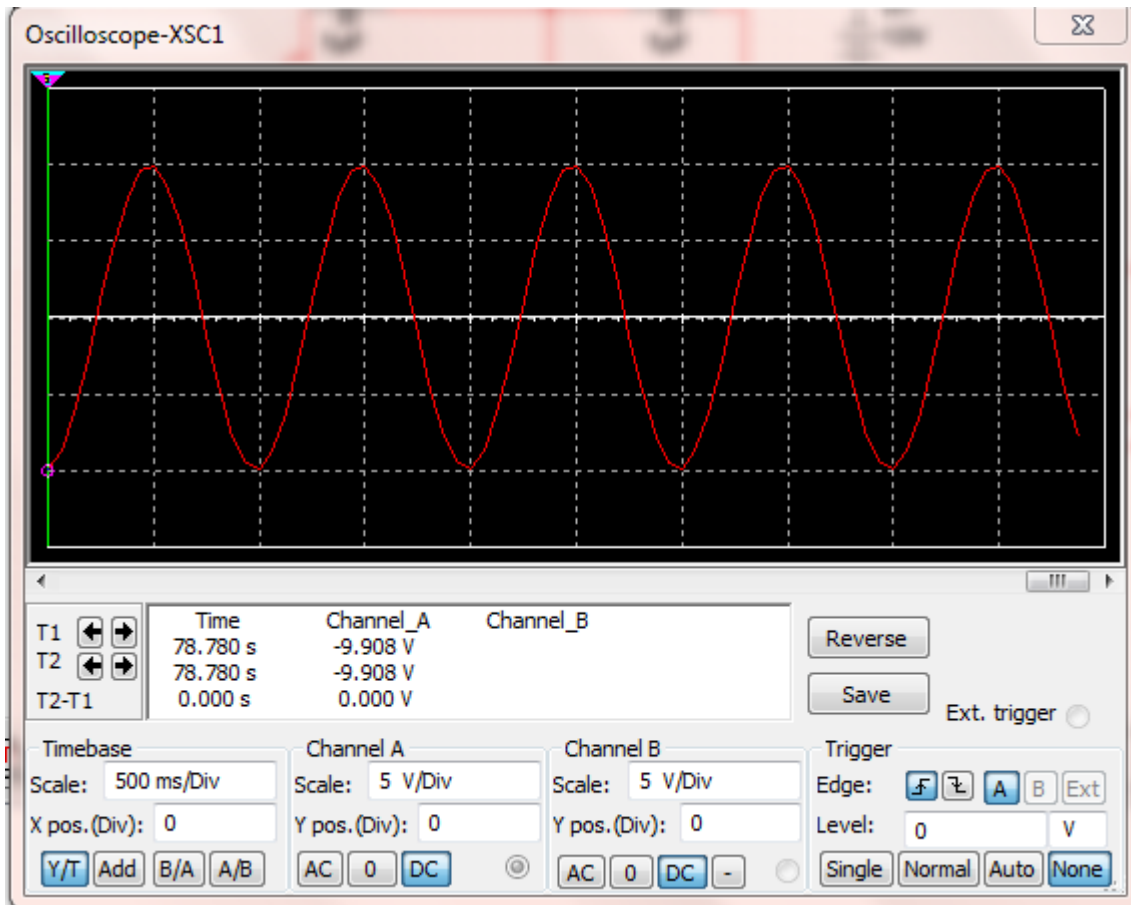 Oscilloscope-XSC1
Time Channel_A Channel_B
T1 78.780 s -9.908 V
T2 78.780 s -9.908 V
T2-T1 0.000 s 0.000 V
Reverse
Save
Ext. trigger
Timebase
Scale: 500 ms/Div
X pos.(Div): 0
Y/T Add B/A A/B
Channel A
Scale: 5 V/Div
Y pos.(Div): 0
AC 0 DC
Channel B
Scale: 5 V/Div
Y pos.(Div): 0
AC 0 DC -
Trigger
Edge: A B Ext
Level: 0 V
Single Normal Auto None